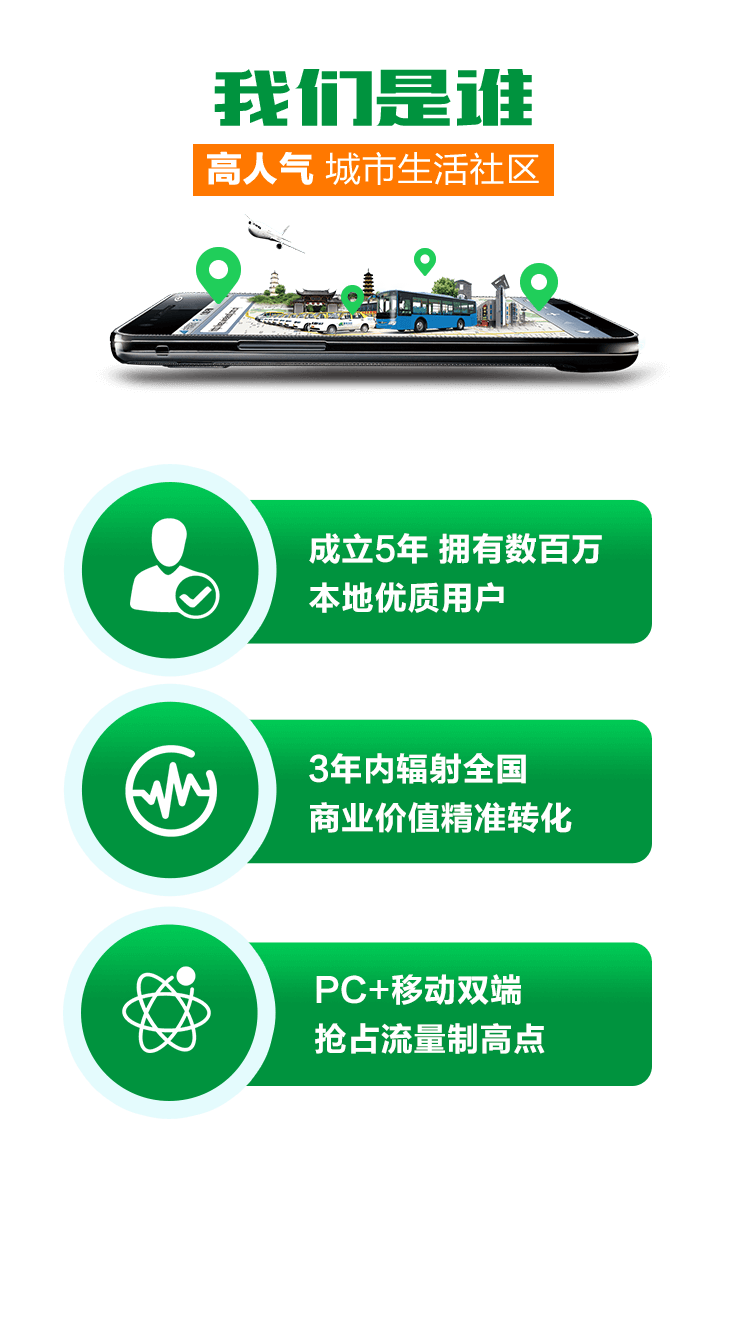 我们是谁
高人气 城市生活社区
成立5年 拥有数百万
本地优质用户
3年内辐射全国
商业价值精准转化
PC+移动双端
抢占流量制高点